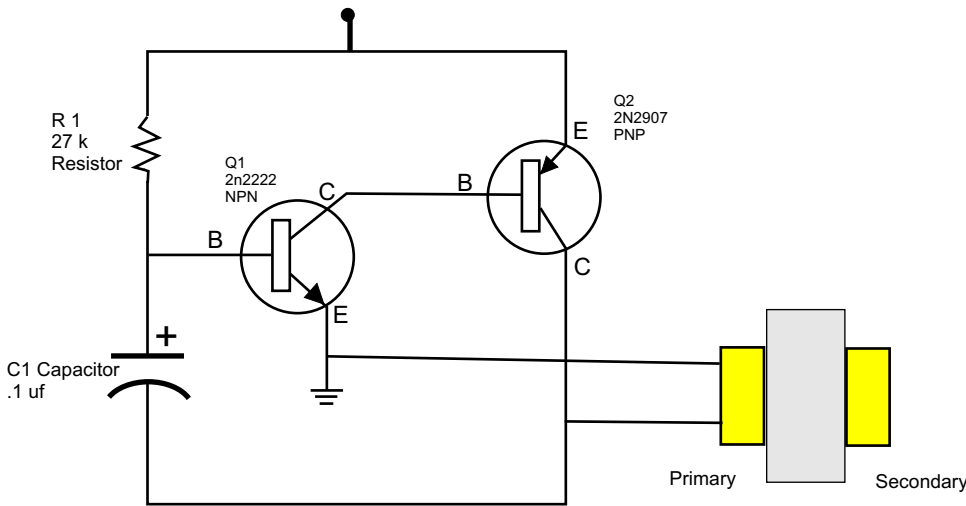 R 1
27 k
Resistor
Q1
2n2222
NPN
Q2
2N2907
PNP
E
C
B
B
C
E
+
C1 Capacitor
.1 uf
Primary
Secondary